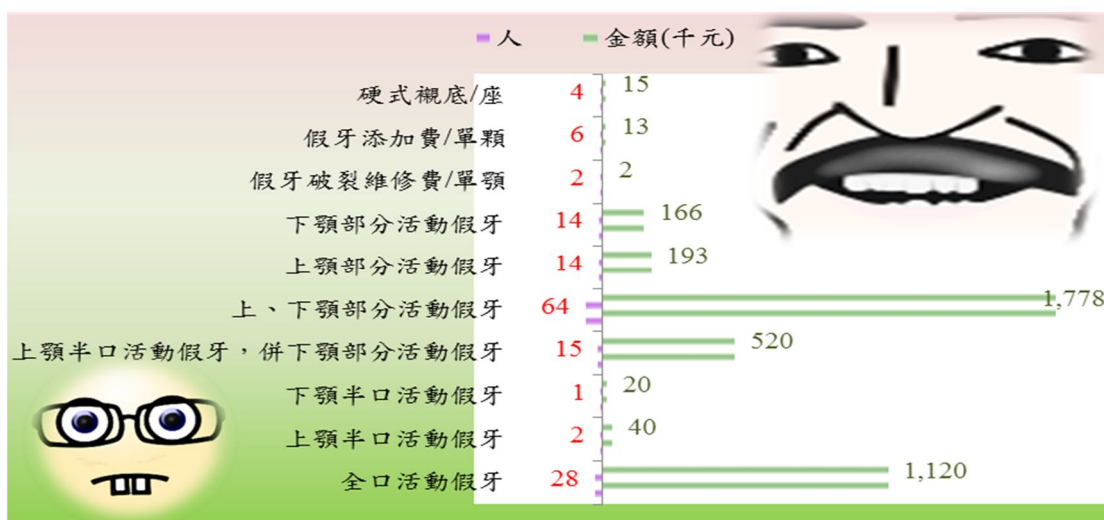 人 金額(千元)
硬式襯底/座 4 15
假牙添加費/單顆 6 13
假牙破裂維修費/單顎 2 2
下顎部分活動假牙 14 166
上顎部分活動假牙 14 193
上、下顎部分活動假牙 64 1,778
上顎半口活動假牙，併下顎部分活動假牙 15 520
下顎半口活動假牙 1 20
上顎半口活動假牙 2 40
全口活動假牙 28 1,120